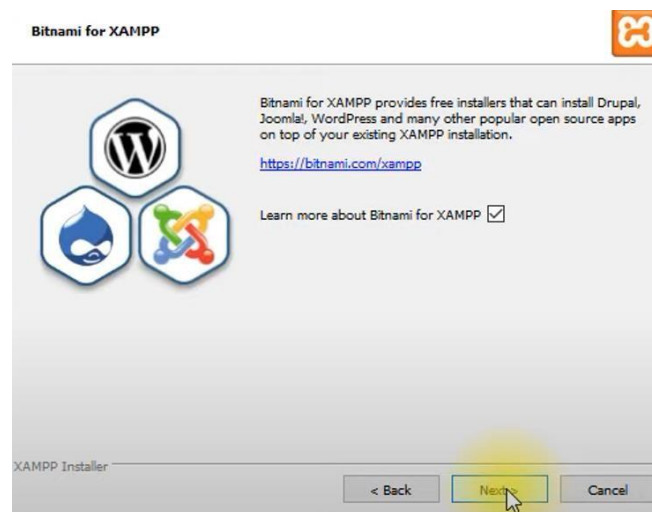 Bitnami for XAMPP
Bitnami for XAMPP provides free installers that can install Drupal,
Joomla!, WordPress and many other popular open source apps
on top of your existing XAMPP installation.
https://bitnami.com/xampp
Learn more about Bitnami for XAMPP
XAMPP Installer
< Back
Next >
Cancel